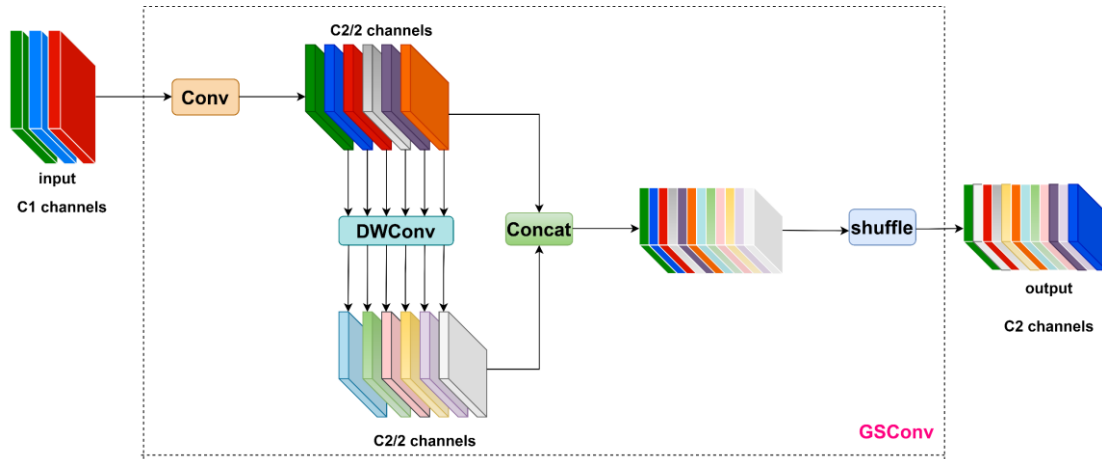 C2/2 channels
Conv
input
C1 channels
DWConv
Concat
shuffle
output
C2 channels
C2/2 channels
GSConv